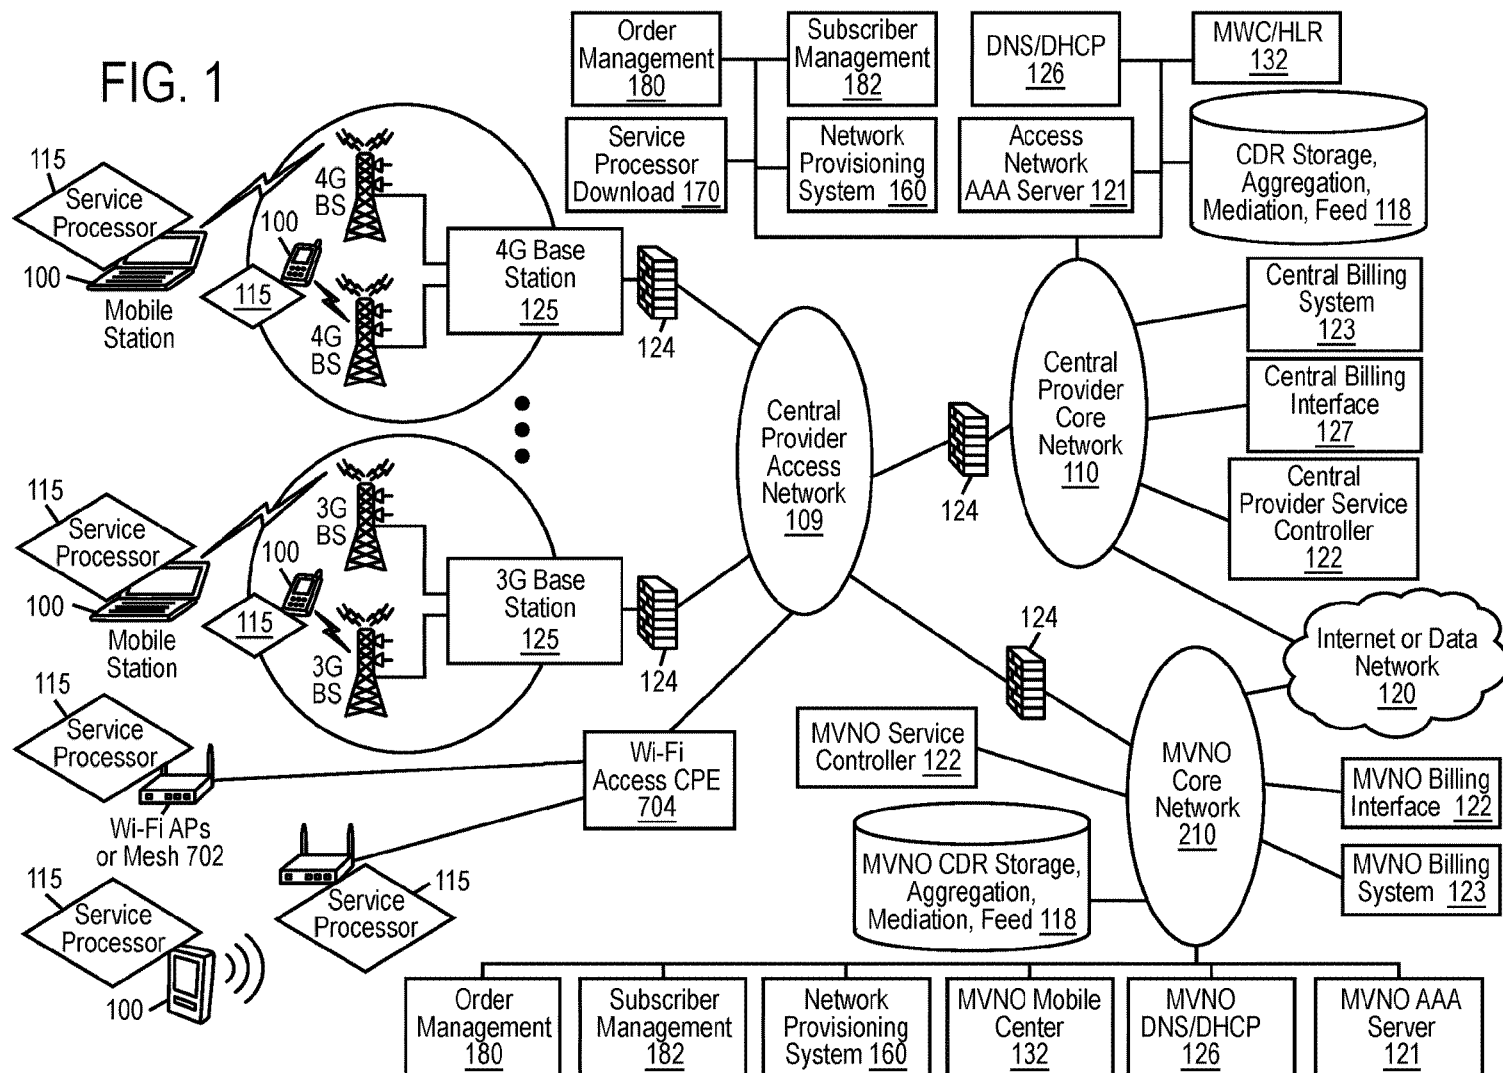 FIG. 1
Order
Management
180
Subscriber
Management
182
DNS/DHCP
126
MWC/HLR
132
Service
Processor
Download 170
Network
Provisioning
System 160
Access
Network
AAA Server 121
CDR Storage,
Aggregation,
Mediation, Feed 118
115
Service
Processor
100
Mobile
Station
4G
BS
100
115
4G
BS
4G Base
Station
125
124
Central
Provider
Access
Network
109
124
Central
Provider
Core
Network
110
Central Billing
System
123
Central Billing
Interface
127
Central
Provider Service
Controller
122
115
Service
Processor
100
Mobile
Station
3G
BS
100
115
3G
BS
3G Base
Station
125
124
124
Internet or Data
Network
120
115
Service
Processor
Wi-Fi APs
or Mesh 702
Wi-Fi
Access CPE
704
MVNO Service
Controller 122
MVNO
Core
Network
210
MVNO Billing
Interface 122
MVNO Billing
System 123
MVNO CDR Storage,
Aggregation,
Mediation, Feed 118
115
Service
Processor
100
115
Service
Processor
Order
Management
180
Subscriber
Management
182
Network
Provisioning
System 160
MVNO Mobile
Center
132
MVNO
DNS/DHCP
126
MVNO AAA
Server
121